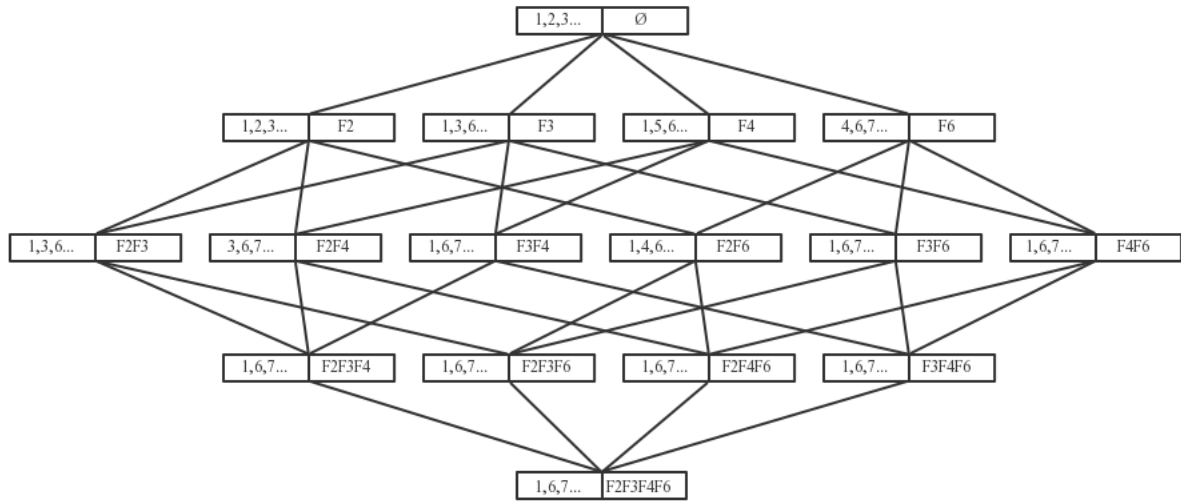 1,2,3... Ø
1,2,3... F2 1,3,6... F3 1,5,6... F4 4,6,7... F6
1,3,6... F2F3 3,6,7... F2F4 1,6,7... F3F4 1,4,6... F2F6 1,6,7... F3F6 1,6,7... F4F6
1,6,7... F2F3F4 1,6,7... F2F3F6 1,6,7... F2F4F6 1,6,7... F3F4F6
1,6,7... F2F3F4F6